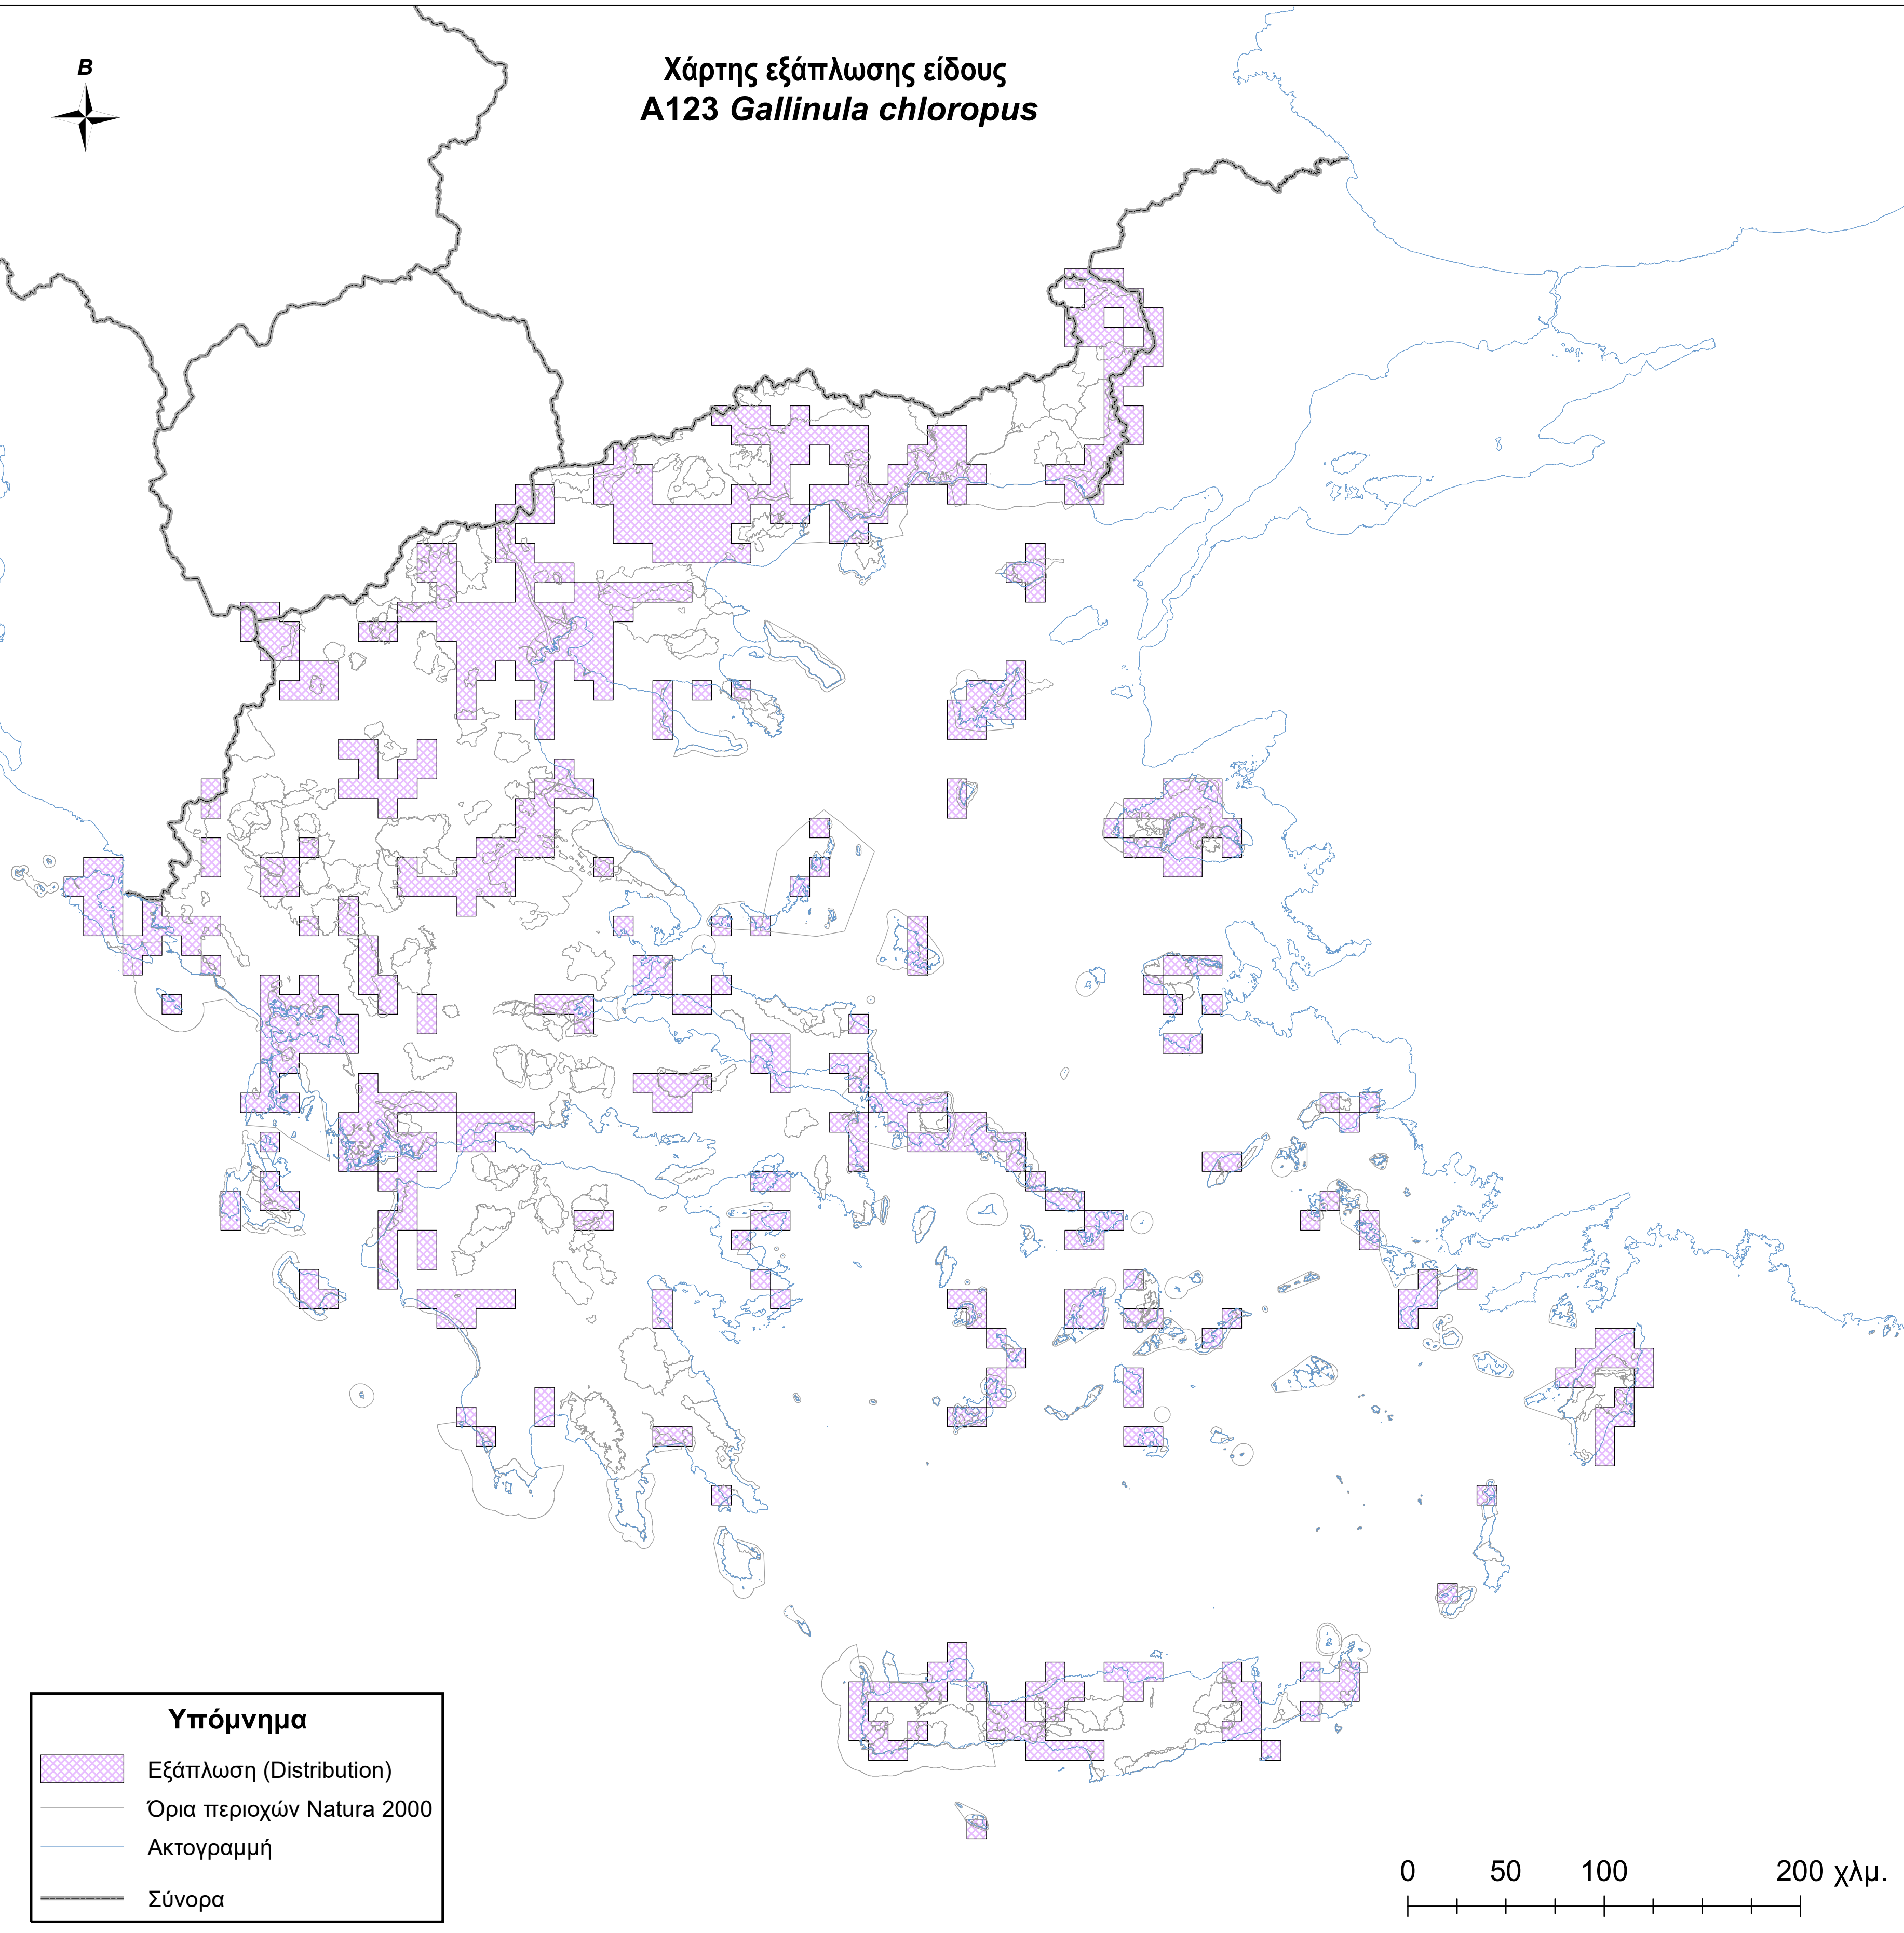 Β
Χάρτης εξάπλωσης είδους
A123 Gallinula chloropus
Υπόμνημα
Εξάπλωση (Distribution)
Όρια περιοχών Natura 2000
Ακτογραμμή
Σύνορα
0 50 100 200 χλμ.